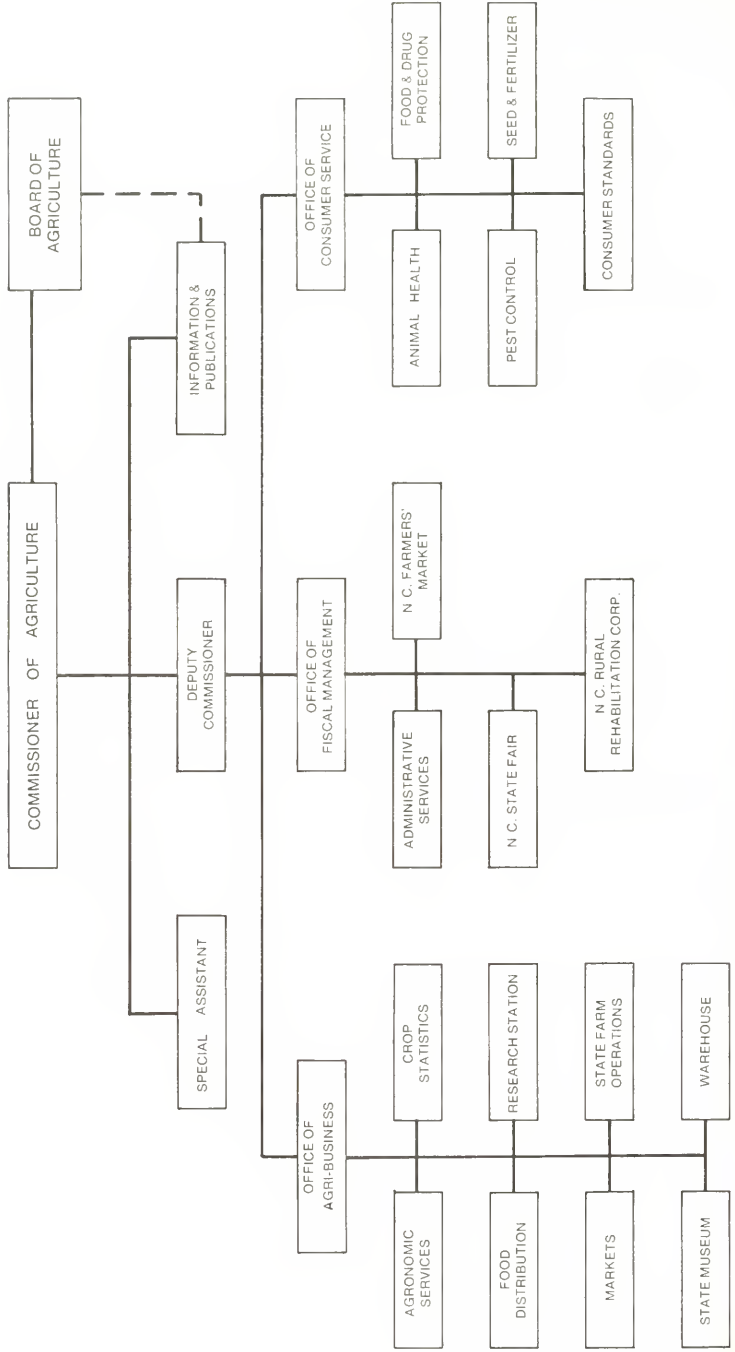 COMMISSIONER OF AGRICULTURE
BOARD OF
AGRICULTURE
SPECIAL ASSISTANT
DEPUTY
COMMISSIONER
INFORMATION &
PUBLICATIONS
OFFICE OF
AGRI-BUSINESS
OFFICE OF
FISCAL MANAGEMENT
OFFICE OF
CONSUMER SERVICE
AGRONOMIC
SERVICES
CROP
STATISTICS
FOOD
DISTRIBUTION
RESEARCH STATION
MARKETS
STATE FARM
OPERATIONS
STATE MUSEUM
WAREHOUSE
ADMINISTRATIVE
SERVICES
N C. FARMERS'
MARKET
N C. STATE FAIR
N C. RURAL
REHABILITATION CORP.
ANIMAL HEALTH
FOOD & DRUG
PROTECTION
PEST CONTROL
SEED & FERTILIZER
CONSUMER STANDARDS